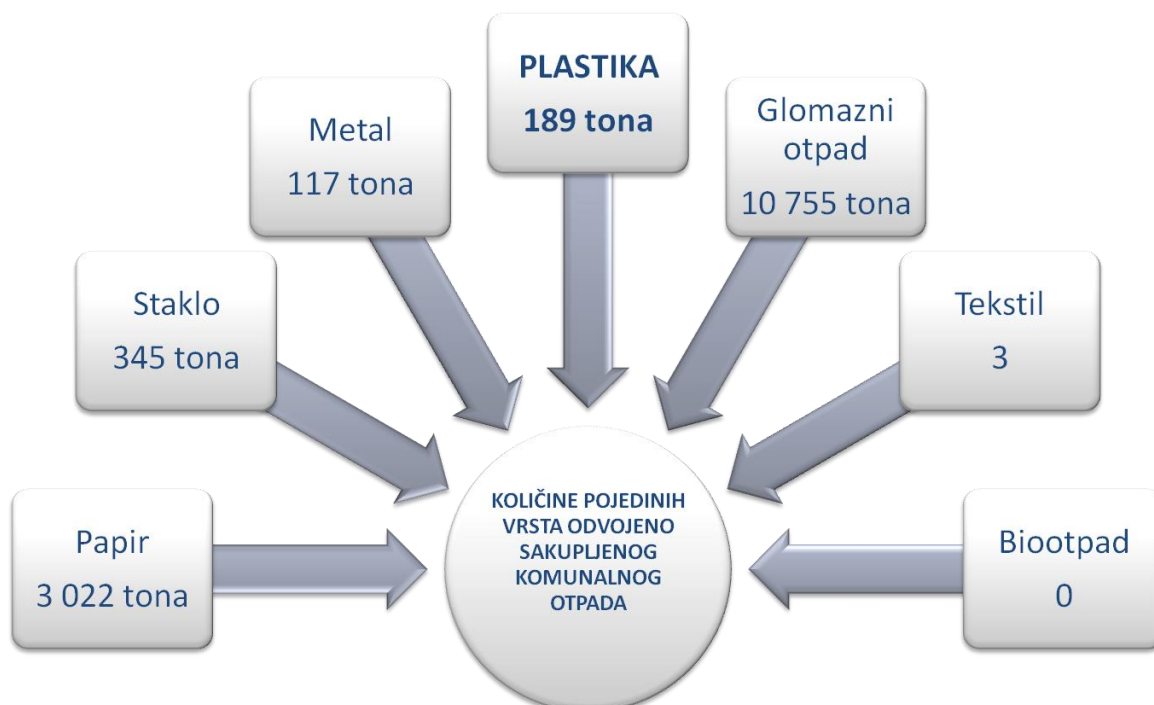 Papir
3 022 tona
Staklo
345 tona
Metal
117 tona
PLASTIKA
189 tona
Glomazni
otpad
10 755 tona
Tekstil
3
Biootpad
0
KOLIČINE POJEDINIH
VRSTA ODVOJENO
SAKUPLJENOG
KOMUNALNOG
OTPADA